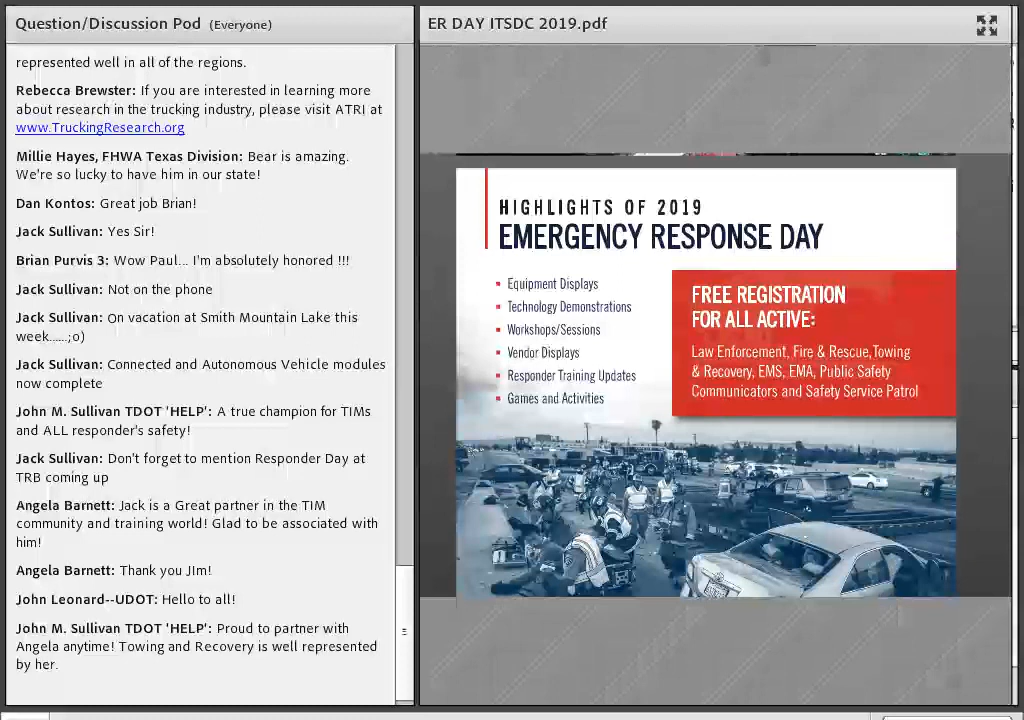 Question/Discussion Pod (Everyone)
represented well in all of the regions.
Rebecca Brewster: If you are interested in learning more
about research in the trucking industry, please visit ATRI at
www.TruckingResearch.org
Millie Hayes, FHWA Texas Division: Bear is amazing.
We're so lucky to have him in our state!
Dan Kontos: Great job Brian!
Jack Sullivan: Yes Sir!
Brian Purvis 3: Wow Paul... I'm absolutely honored !!!
Jack Sullivan: Not on the phone
Jack Sullivan: On vacation at Smith Mountain Lake this
week......;o)
Jack Sullivan: Connected and Autonomous Vehicle modules
now complete
John M. Sullivan TDOT 'HELP': A true champion for TIMs
and ALL responder's safety!
Jack Sullivan: Don't forget to mention Responder Day at
TRB coming up
Angela Barnett: Jack is a Great partner in the TIM
community and training world! Glad to be associated with
him!
Angela Barnett: Thank you JIm!
John Leonard--UDOT: Hello to all!
John M. Sullivan TDOT 'HELP': Proud to partner with
Angela anytime! Towing and Recovery is well represented
by her.
ER DAY ITSDC 2019.pdf
HIGHLIGHTS OF 2019
EMERGENCY RESPONSE DAY
Equipment Displays
Technology Demonstrations
Workshops/Sessions
Vendor Displays
Responder Training Updates
Games and Activities
FREE REGISTRATION
FOR ALL ACTIVE:
Law Enforcement, Fire & Rescue,Towing
& Recovery, EMS, EMA, Public Safety
Communicators and Safety Service Patrol